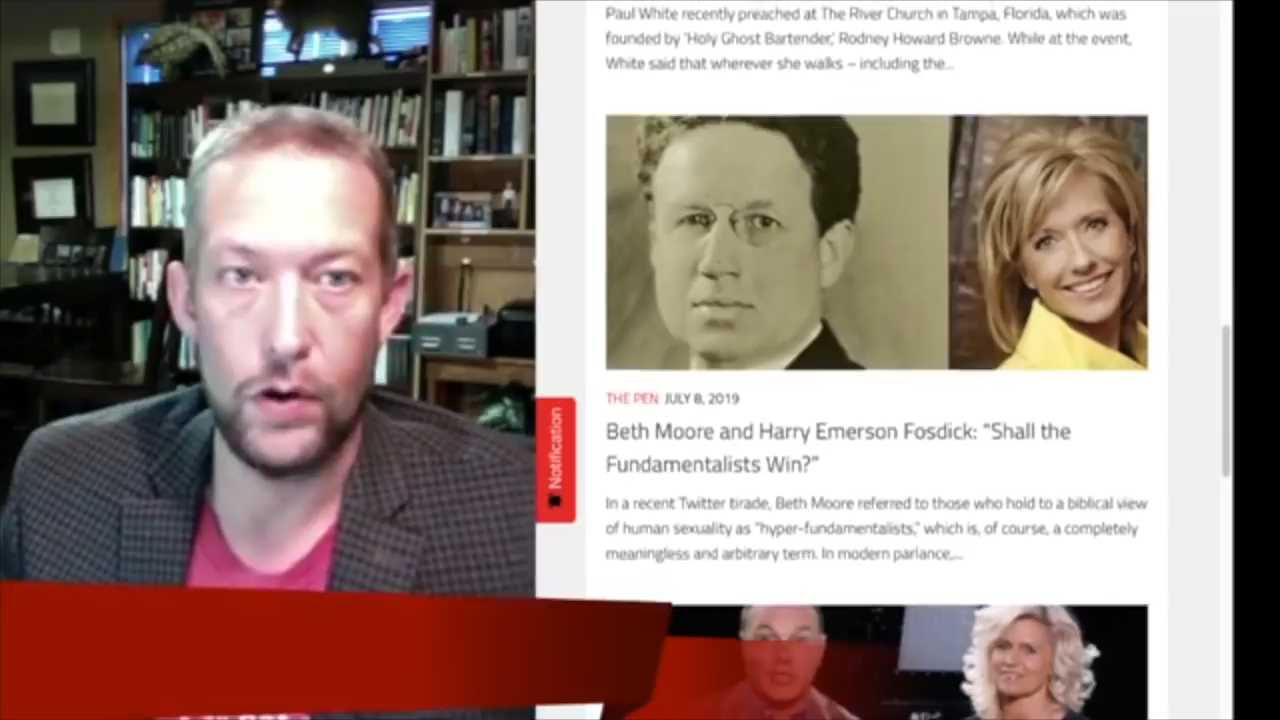 Paul White recently preached at The River Church in Tampa, Florida, which was
founded by 'Holy Ghost Bartender,' Rodney Howard Browne. While at the event,
White said that wherever she walks – including the...
Notification
THE PEN JULY 8, 2019
Beth Moore and Harry Emerson Fosdick: “Shall the
Fundamentalists Win?”
In a recent Twitter tirade, Beth Moore referred to those who hold to a biblical view
of human sexuality as “hyper-fundamentalists,” which is, of course, a completely
meaningless and arbitrary term. In modern parlance,...